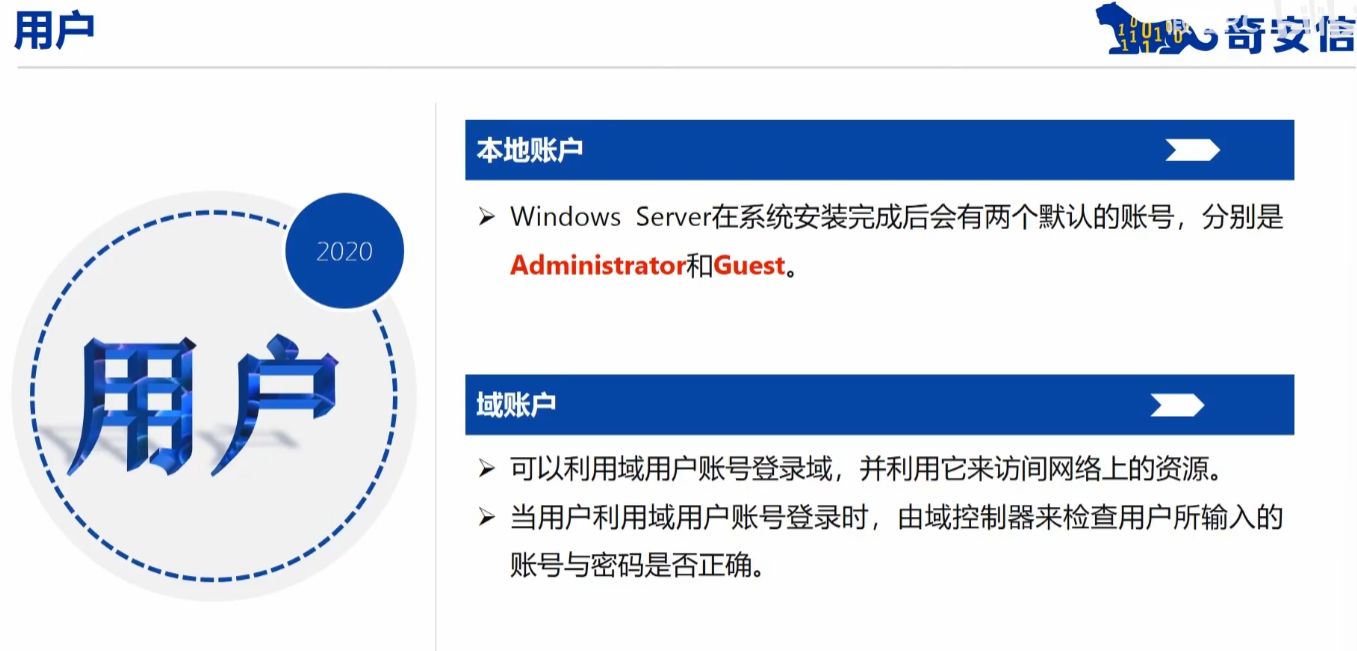 用户
奇安信
2020
用户
本地账户
➢ Windows Server在系统安装完成后会有两个默认的账号，分别是
Administrator和Guest。
域账户
➢ 可以利用域用户账号登录域，并利用它来访问网络上的资源。
➢ 当用户利用域用户账号登录时，由域控制器来检查用户所输入的
账号与密码是否正确。